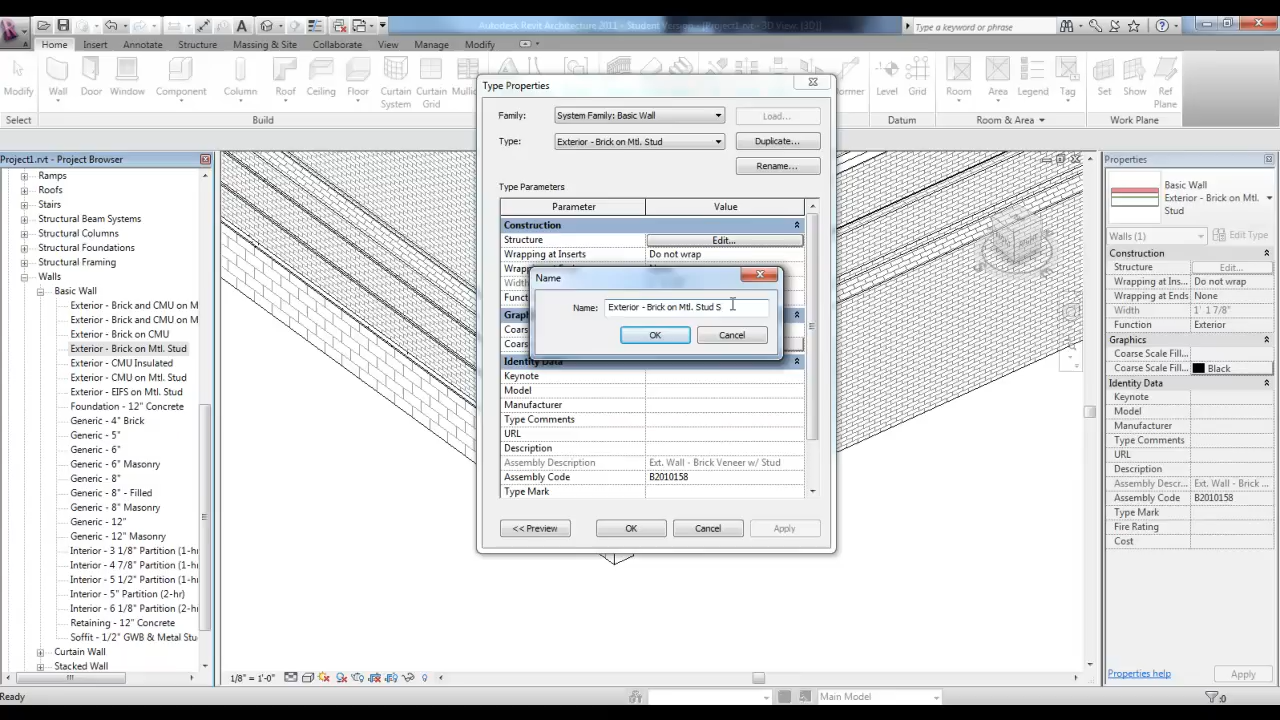 Autodesk Revit Architecture 2011 - Student Version - [Project1.rvt - 3D View: {3D}]
Type a keyword or phrase
Home Insert Annotate Structure Massing & Site Collaborate View Manage Modify
Modify Wall Door Window Component Column Roof Ceiling Floor Curtain System Curtain Grid Level Grid Room Area Legend Tag Set Show Ref Plane
Select Build Datum Room & Area Work Plane
Project1.rvt - Project Browser
Ramps
Roofs
Stairs
Structural Beam Systems
Structural Columns
Structural Foundations
Structural Framing
Walls
Basic Wall
Exterior - Brick and CMU on M
Exterior - Brick and CMU on M
Exterior - Brick on CMU
Exterior - Brick on Mtl. Stud
Exterior - CMU Insulated
Exterior - CMU on Mtl. Stud
Exterior - EIFS on Mtl. Stud
Foundation - 12" Concrete
Generic - 4" Brick
Generic - 5"
Generic - 6"
Generic - 6" Masonry
Generic - 8"
Generic - 8" - Filled
Generic - 8" Masonry
Generic - 12"
Generic - 12" Masonry
Interior - 3 1/8" Partition (1-h
Interior - 4 7/8" Partition (1-h
Interior - 5 1/2" Partition (1-h
Interior - 5" Partition (2-hr)
Interior - 6 1/8" Partition (2-h
Retaining - 12" Concrete
Soffit - 1/2" GWB & Metal Stu
Curtain Wall
Stacked Wall
Type Properties
Family: System Family: Basic Wall Load...
Type: Exterior - Brick on Mtl. Stud Duplicate...
Rename...
Type Parameters
Parameter Value
Construction
Structure Edit...
Wrapping at Inserts Do not wrap
Name
Name: Exterior - Brick on Mtl. Stud S
OK Cancel
Identity Data
Keynote
Model
Manufacturer
Type Comments
URL
Description
Assembly Description Ext. Wall - Brick Veneer w/ Stud
Assembly Code B2010158
Type Mark
<< Preview OK Cancel Apply
Properties
Basic Wall
Exterior - Brick on Mtl.
Stud
Walls (1) Edit Type
Construction
Structure Edit...
Wrapping at I... Do not wrap
Wrapping at Ends None
Width 1' 1 7/8"
Function Exterior
Graphics
Coarse Scale Fill...
Coarse Scale Fill... Black
Identity Data
Keynote
Model
Manufacturer
Type Comments
URL
Description
Assembly Descr... Ext. Wall - Brick ...
Assembly Code B2010158
Type Mark
Fire Rating
Cost
Properties help Apply
1/8" = 1'-0"
Ready Main Model :0